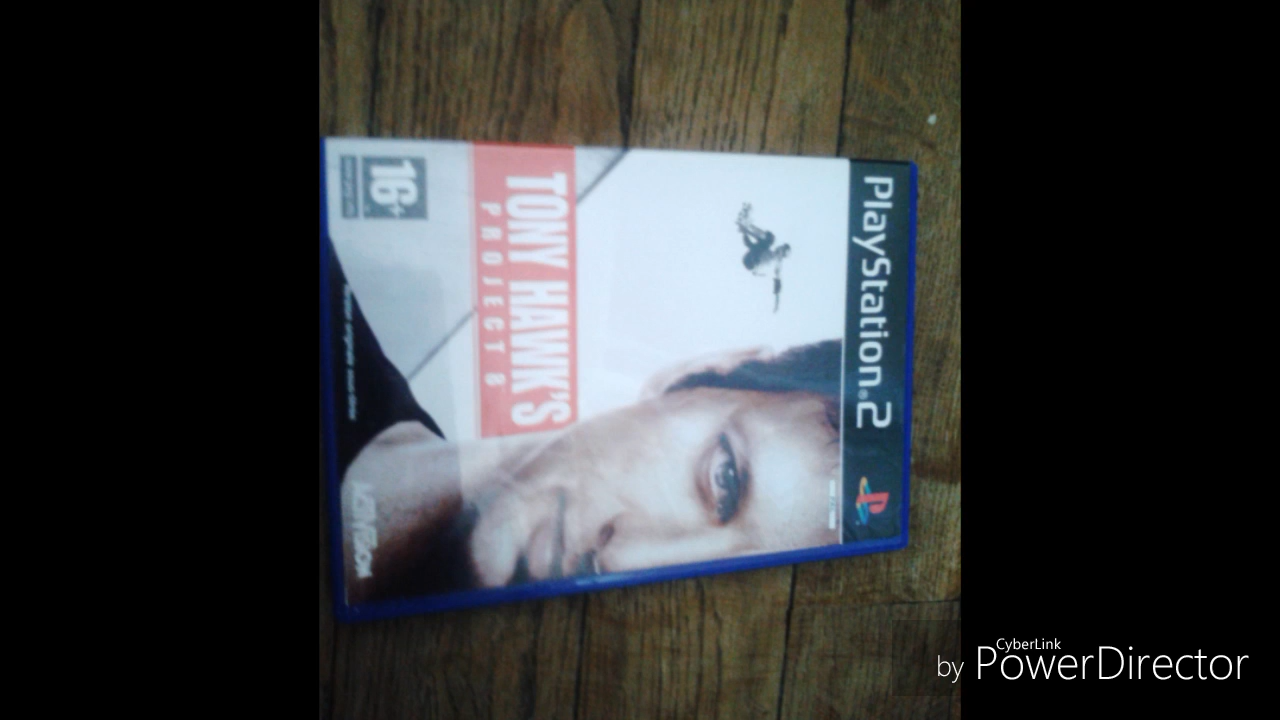 PlayStation®2
TONY HAWK'S
PROJECT 8
16+
ACTIVISION
CyberLink
by PowerDirector